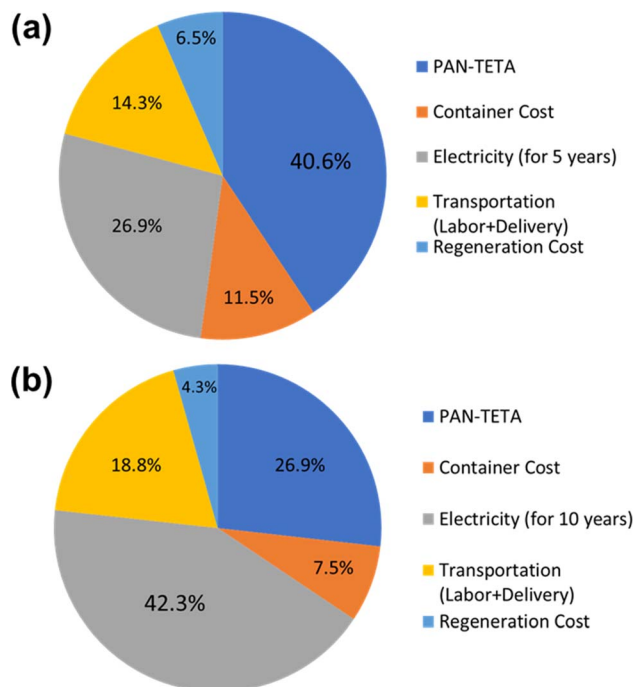 (a)
6.5%
14.3%
40.6%
26.9%
11.5%
PAN-TETA
Container Cost
Electricity (for 5 years)
Transportation
(Labor+Delivery)
Regeneration Cost
(b)
4.3%
18.8%
26.9%
7.5%
42.3%
PAN-TETA
Container Cost
Electricity (for 10 years)
Transportation
(Labor+Delivery)
Regeneration Cost